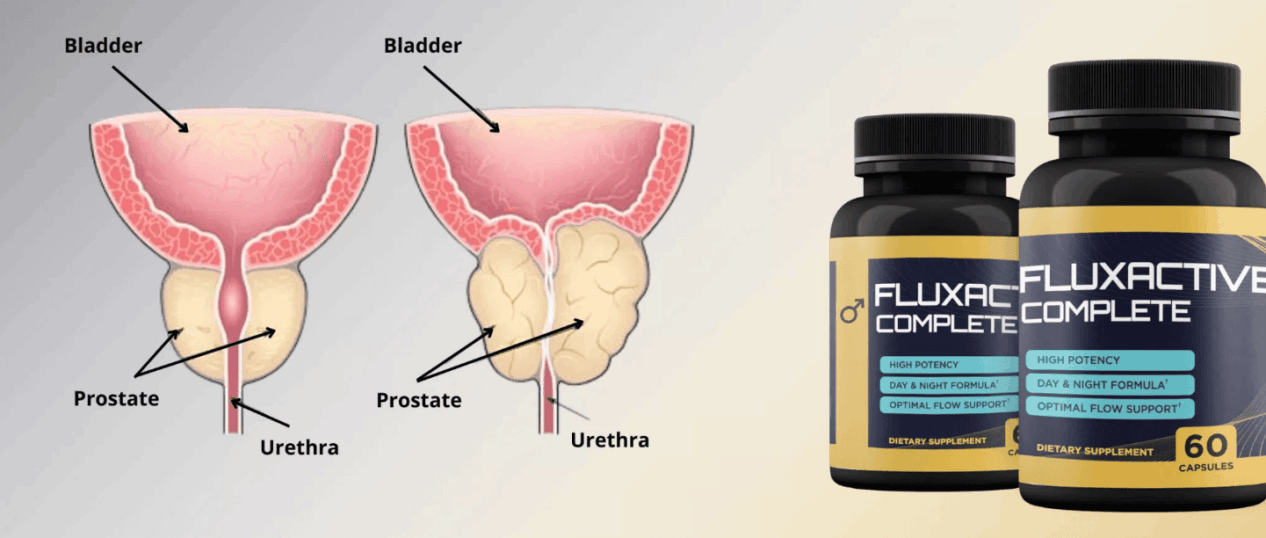 Bladder
Prostate
Urethra
Bladder
Prostate
Urethra
FLUXAC
COMPLETE
HIGH POTENCY
DAY & NIGHT FORMULA†
OPTIMAL FLOW SUPPORT†
DIETARY SUPPLEMENT
FLUXACTIVE
COMPLETE
HIGH POTENCY
DAY & NIGHT FORMULA†
OPTIMAL FLOW SUPPORT†
DIETARY SUPPLEMENT
60
CAPSULES